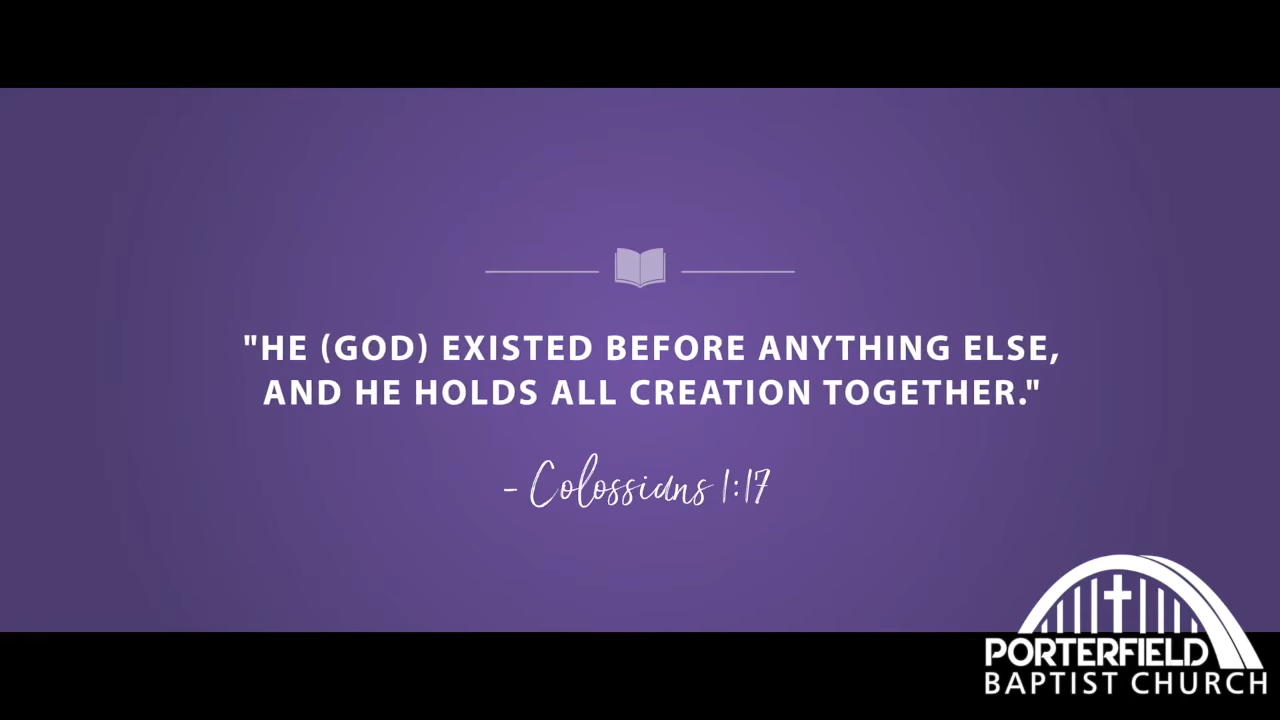 "HE (GOD) EXISTED BEFORE ANYTHING ELSE,
AND HE HOLDS ALL CREATION TOGETHER."
- Colossians 1:17
PORTERFIELD
BAPTIST CHURCH